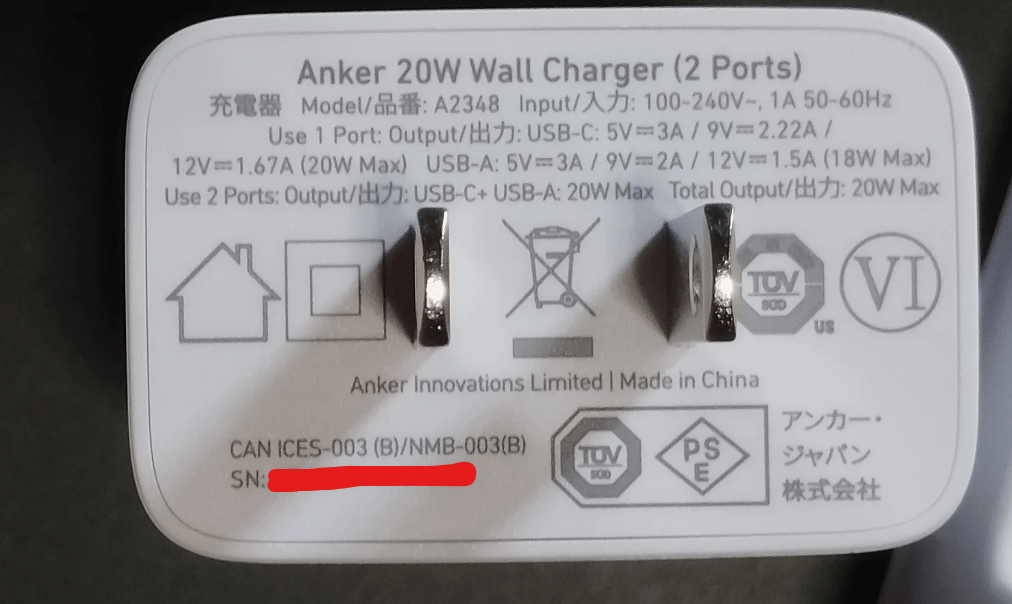 Anker 20W Wall Charger (2 Ports)
充電器 Model/品番: A2348 Input/入力: 100-240V~, 1A 50-60Hz
Use 1 Port: Output/出力: USB-C: 5V⎓3A / 9V⎓2.22A /
12V⎓1.67A (20W Max) USB-A: 5V⎓3A / 9V⎓2A / 12V⎓1.5A (18W Max)
Use 2 Ports: Output/出力: USB-C+ USB-A: 20W Max Total Output/出力: 20W Max
TÜV
SÜD
US
VI
Anker Innovations Limited | Made in China
CAN ICES-003 (B)/NMB-003(B)
SN:
TÜV
SÜD
PS
E
アンカー・
ジャパン
株式会社